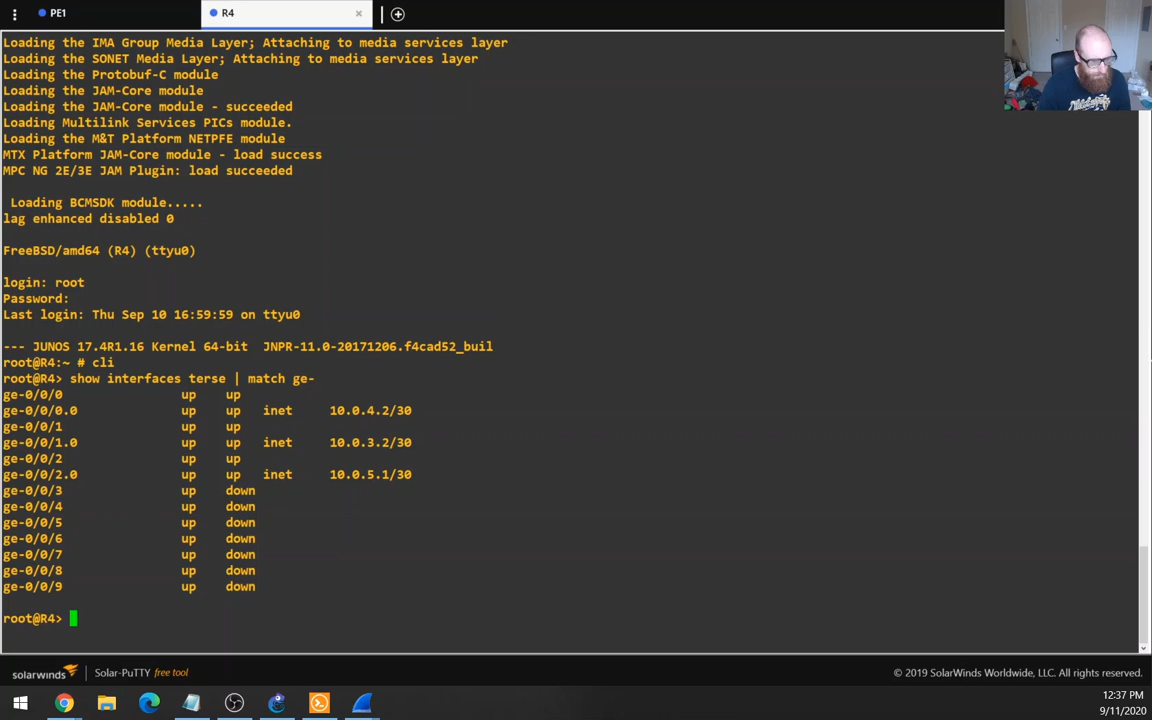 PE1
R4
Loading the IMA Group Media Layer; Attaching to media services layer
Loading the SONET Media Layer; Attaching to media services layer
Loading the Protobuf-C module
Loading the JAM-Core module
Loading the JAM-Core module - succeeded
Loading Multilink Services PICs module.
Loading the M&T Platform NETPFE module
MTX Platform JAM-Core module - load success
MPC NG 2E/3E JAM Plugin: load succeeded
Loading BCMSDK module.....
lag enhanced disabled 0
FreeBSD/amd64 (R4) (ttyu0)
login: root
Password:
Last login: Thu Sep 10 16:59:59 on ttyu0
--- JUNOS 17.4R1.16 Kernel 64-bit  JNPR-11.0-20171206.f4cad52_buil
root@R4:~ # cli
root@R4> show interfaces terse | match ge-
ge-0/0/0 up up
ge-0/0/0.0 up up inet 10.0.4.2/30
ge-0/0/1 up up
ge-0/0/1.0 up up inet 10.0.3.2/30
ge-0/0/2 up up
ge-0/0/2.0 up up inet 10.0.5.1/30
ge-0/0/3 up down
ge-0/0/4 up down
ge-0/0/5 up down
ge-0/0/6 up down
ge-0/0/7 up down
ge-0/0/8 up down
ge-0/0/9 up down
root@R4>
solarwinds Solar-PuTTY free tool © 2019 SolarWinds Worldwide, LLC. All rights reserved.
12:37 PM
9/11/2020